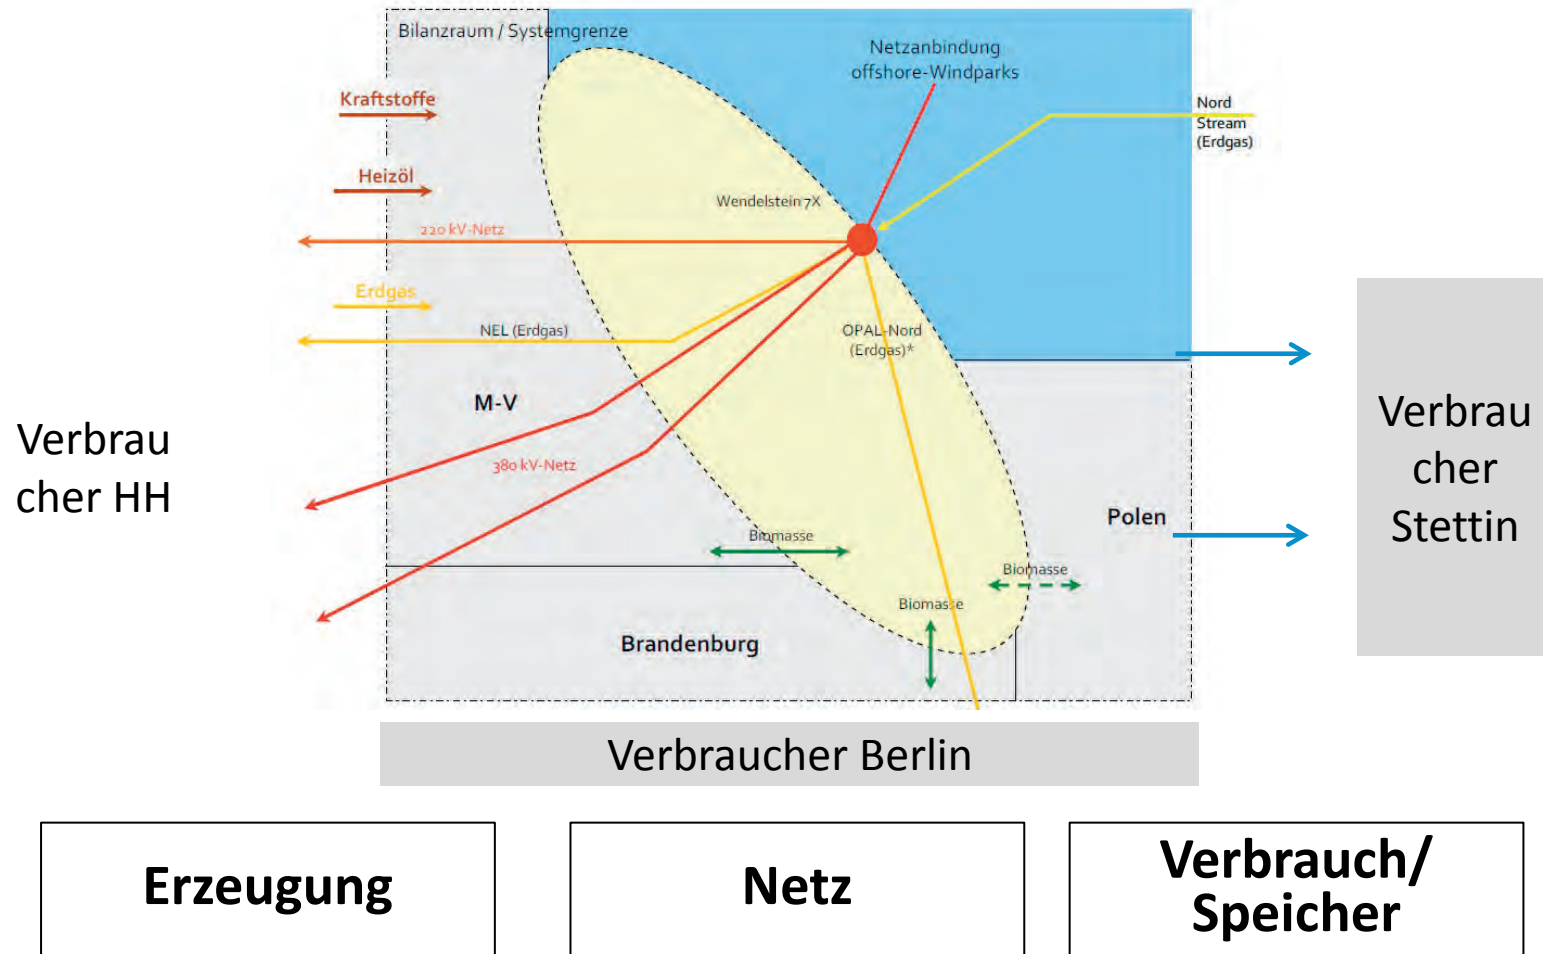 Bilanzraum / Systemgrenze
Netzanbindung
offshore-Windparks
Kraftstoffe
Nord
Stream
(Erdgas)
Heizöl
Wendelstein 7X
220 kV-Netz
Erdgas
NEL (Erdgas)
OPAL-Nord
(Erdgas)*
M-V
Verbrau
cher HH
Verbrau
cher
Stettin
380 kV-Netz
Polen
Biomasse
Biomasse
Biomasse
Brandenburg
Verbraucher Berlin
Erzeugung
Netz
Verbrauch/
Speicher